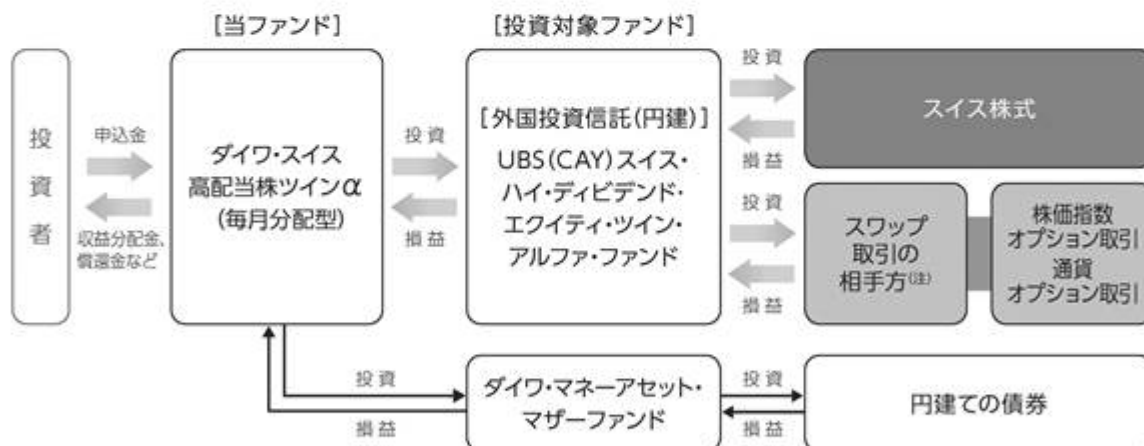 [当ファンド]
[投資対象ファンド]
投資者
申込金
収益分配金、
償還金など
ダイワ・スイス
高配当株ツインα
(毎月分配型)
投資
損益
[外国投資信託(円建)]
UBS(CAY)スイス・
ハイ・ディビデンド・
エクイティ・ツイン・
アルファ・ファンド
投資
損益
スイス株式
投資
損益
スワップ
取引の
相手方(注)
株価指数
オプション取引
通貨
オプション取引
投資
損益
ダイワ・マネーアセット・
マザーファンド
投資
損益
円建ての債券